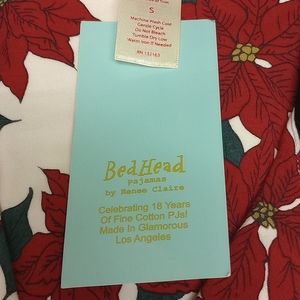 S
Machine Wash Cold
Gentle Cycle
Do Not Bleach
Tumble Dry Low
Warm Iron If Needed
BedHead
pajamas
by Renee Claire
Celebrating 18 Years
Of Fine Cotton PJs!
Made In Glamorous
Los Angeles